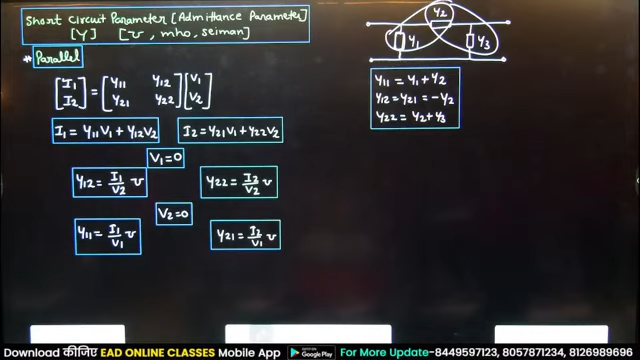 Short Circuit Parameter [Admittance Parameter]
[Y] [℧, mho, seiman]
* Parallel
[I1 I2] = [Y11 Y12 Y21 Y22] [V1 V2]
I1 = Y11V1 + Y12V2
I2 = Y21V1 + Y22V2
V1 = 0
Y12 = I1/V2 ℧
Y22 = I2/V2 ℧
V2 = 0
Y11 = I1/V1 ℧
Y21 = I2/V1 ℧
Y2
Y1
Y3
Y11 = Y1 + Y2
Y12 = Y21 = -Y2
Y22 = Y2 + Y3
Download कीजिए EAD ONLINE CLASSES Mobile App GET IT ON Google Play For More Update-8449597123, 8057871234, 8126989696